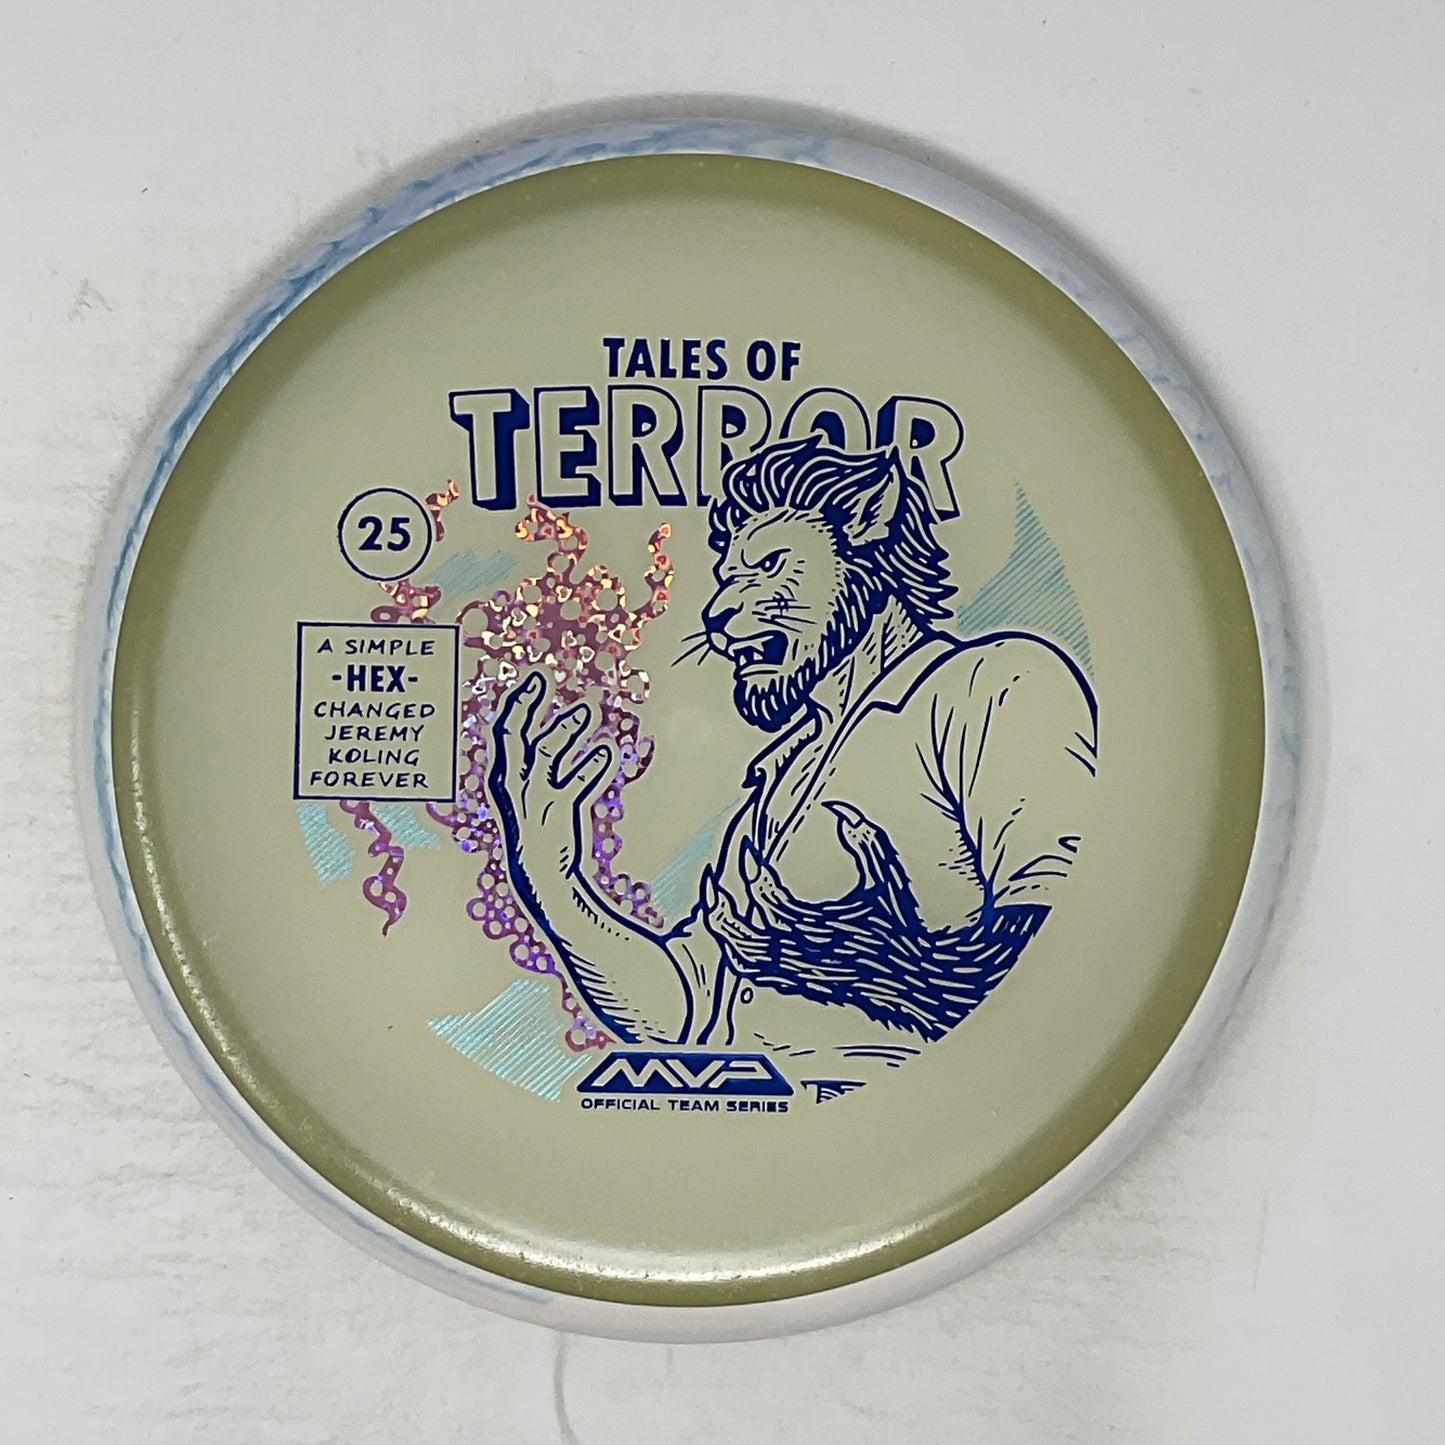 TALES OF
TERROR
25
A SIMPLE
-HEX-
CHANGED
JEREMY
KOLING
FOREVER
MVP
OFFICIAL TEAM SERIES